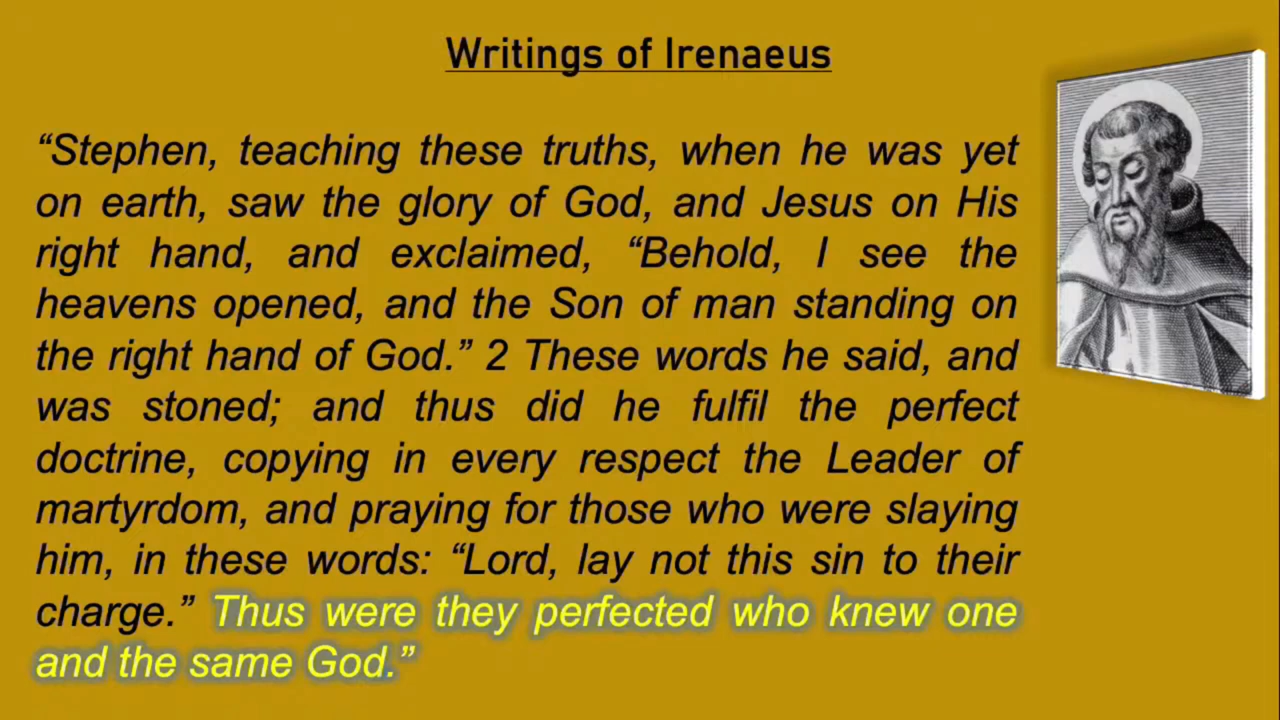 Writings of Irenaeus
“Stephen, teaching these truths, when he was yet
on earth, saw the glory of God, and Jesus on His
right hand, and exclaimed, “Behold, I see the
heavens opened, and the Son of man standing on
the right hand of God.” 2 These words he said, and
was stoned; and thus did he fulfil the perfect
doctrine, copying in every respect the Leader of
martyrdom, and praying for those who were slaying
him, in these words: “Lord, lay not this sin to their
charge.” Thus were they perfected who knew one
and the same God.”